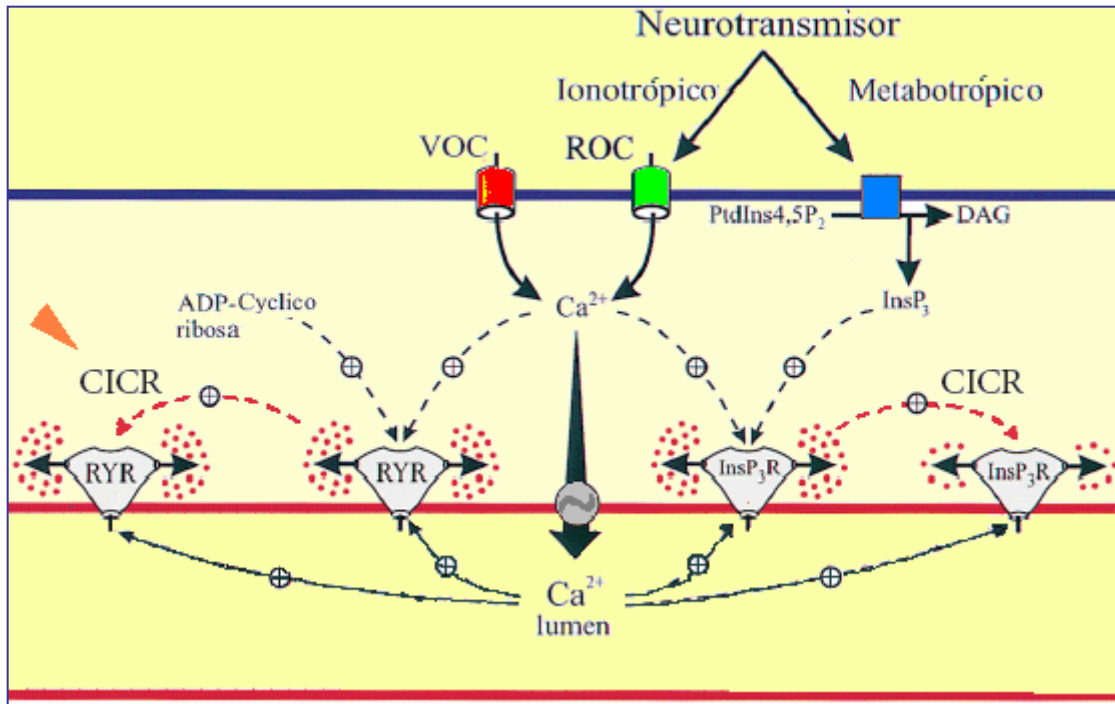 Neurotransmisor
Ionotrópico
Metabotrópico
VOC
ROC
PtdIns4,5P₂
DAG
ADP-Cyclico
ribosa
Ca²⁺
InsP₃
CICR
CICR
RYR
RYR
InsP₃R
InsP₃R
Ca²⁺
lumen